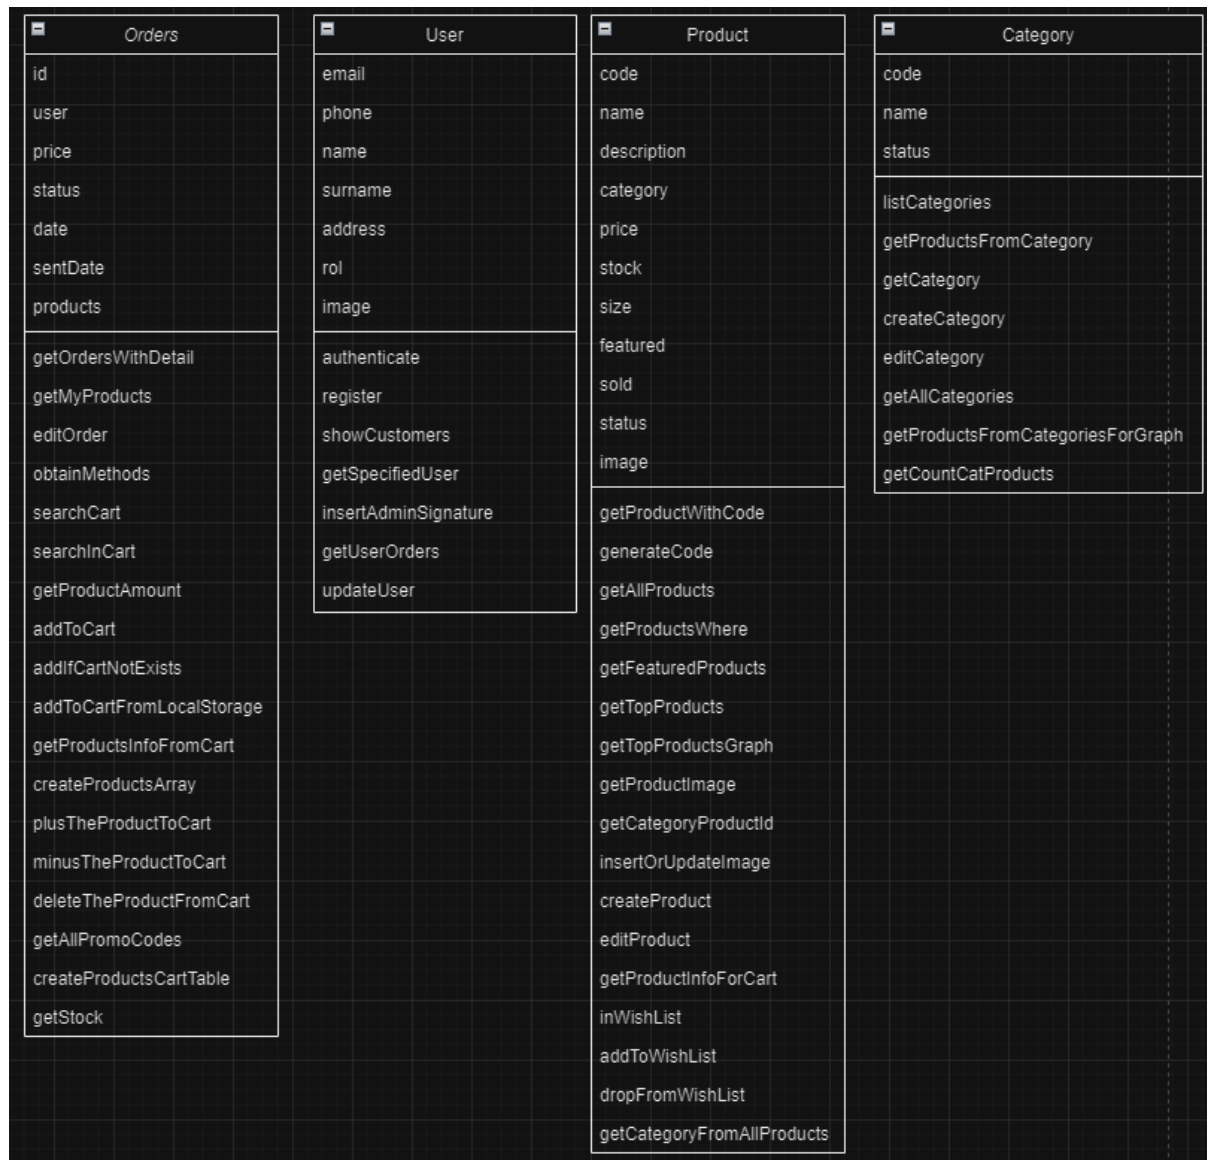 Orders
id
user
price
status
date
sentDate
products
getOrdersWithDetail
getMyProducts
editOrder
obtainMethods
searchCart
searchInCart
getProductAmount
addToCart
addIfCartNotExists
addToCartFromLocalStorage
getProductsInfoFromCart
createProductsArray
plusTheProductToCart
minusTheProductToCart
deleteTheProductFromCart
getAllPromoCodes
createProductsCartTable
getStock
User
email
phone
name
surname
address
rol
image
authenticate
register
showCustomers
getSpecifiedUser
insertAdminSignature
getUserOrders
updateUser
Product
code
name
description
category
price
stock
size
featured
sold
status
image
getProductWithCode
generateCode
getAllProducts
getProductsWhere
getFeaturedProducts
getTopProducts
getTopProductsGraph
getProductImage
getCategoryProductId
insertOrUpdateImage
createProduct
editProduct
getProductInfoForCart
inWishList
addToWishList
dropFromWishList
getCategoryFromAllProducts
Category
code
name
status
listCategories
getProductsFromCategory
getCategory
createCategory
editCategory
getAllCategories
getProductsFromCategoriesForGraph
getCountCatProducts